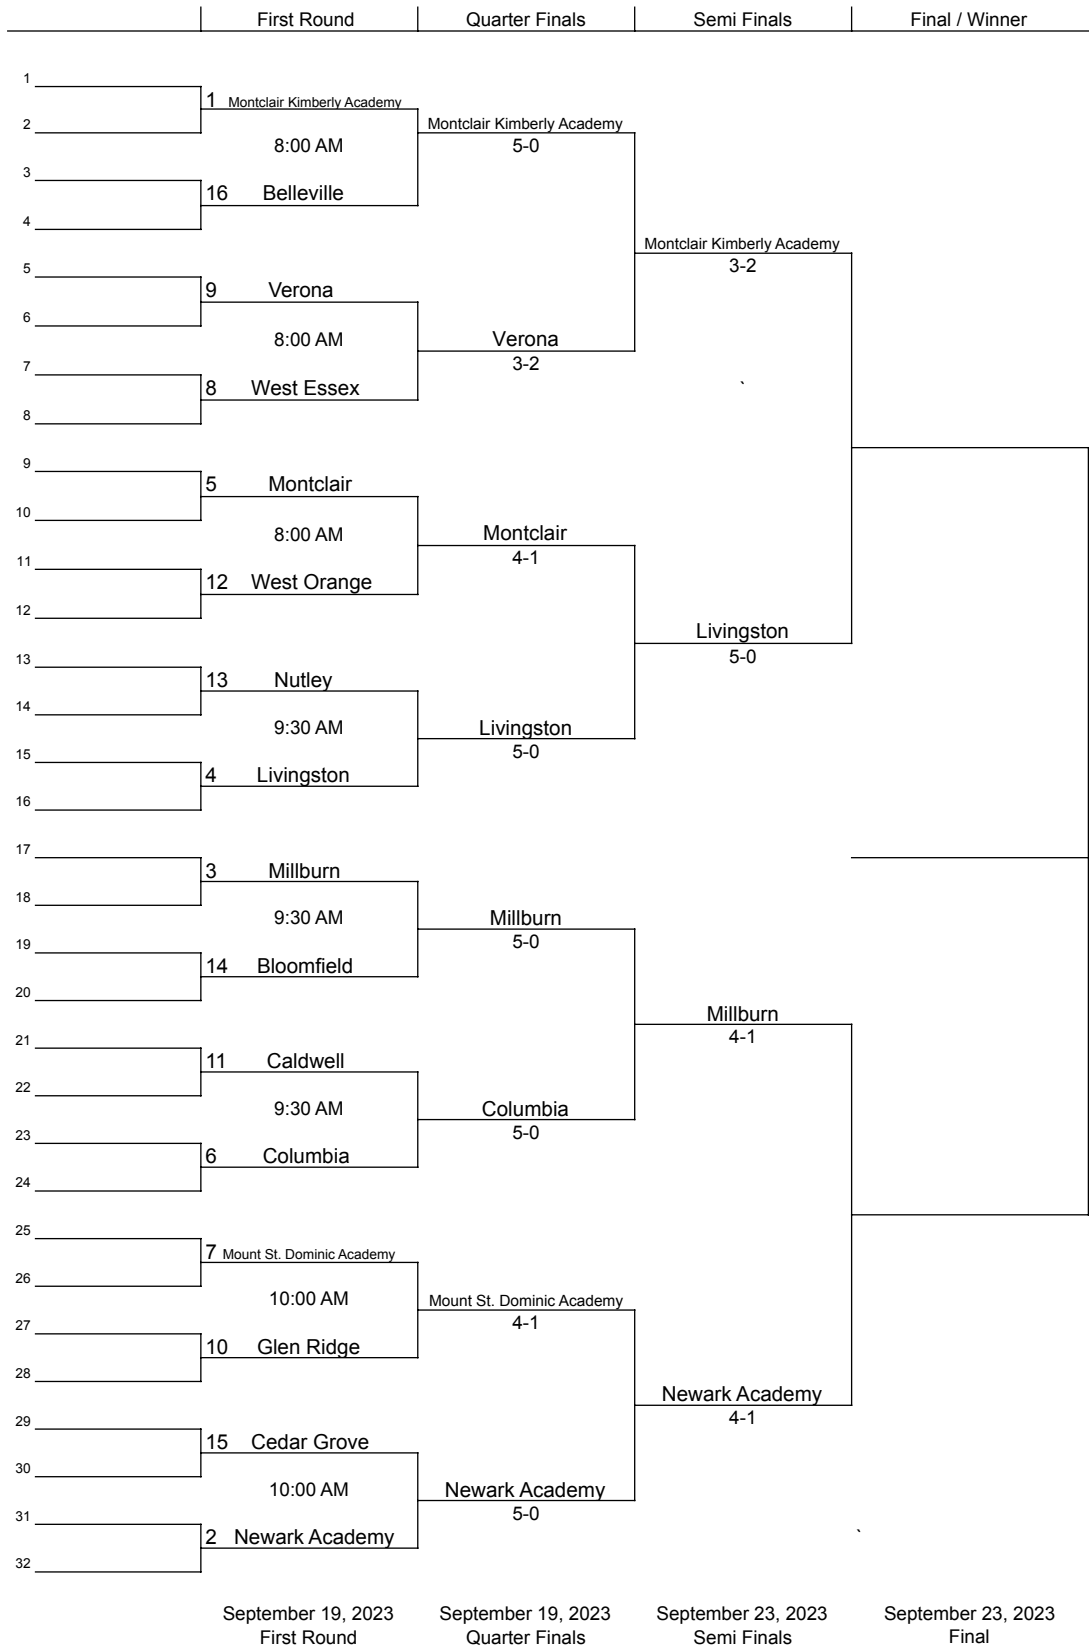 First Round Quarter Finals Semi Finals Final / Winner
1
1 Montclair Kimberly Academy
2
Montclair Kimberly Academy
8:00 AM
5-0
3
16 Belleville
4
Montclair Kimberly Academy
3-2
5
9 Verona
6
8:00 AM
Verona
3-2
7
8 West Essex
`
8
9
5 Montclair
10
8:00 AM
Montclair
4-1
11
12 West Orange
12
Livingston
5-0
13
13 Nutley
14
9:30 AM
Livingston
5-0
15
4 Livingston
16
17
3 Millburn
18
9:30 AM
Millburn
5-0
19
14 Bloomfield
20
Millburn
4-1
21
11 Caldwell
22
9:30 AM
Columbia
5-0
23
6 Columbia
24
25
7 Mount St. Dominic Academy
26
10:00 AM
Mount St. Dominic Academy
4-1
27
10 Glen Ridge
28
Newark Academy
4-1
29
15 Cedar Grove
30
10:00 AM
Newark Academy
5-0
31
2 Newark Academy
`
32
September 19, 2023 September 19, 2023 September 23, 2023 September 23, 2023
First Round Quarter Finals Semi Finals Final